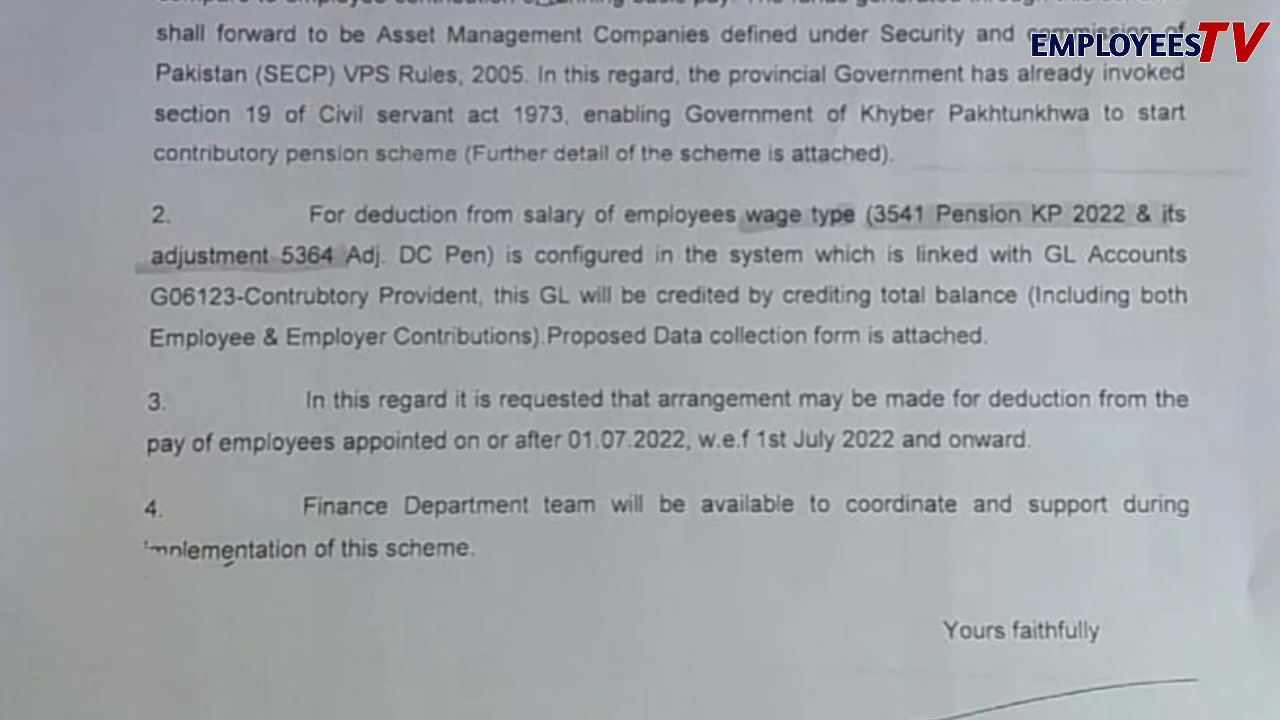 shall forward to be Asset Management Companies defined under Security and commission of
EMPLOYEESTV
Pakistan (SECP) VPS Rules, 2005. In this regard, the provincial Government has already invoked
section 19 of Civil servant act 1973, enabling Government of Khyber Pakhtunkhwa to start
contributory pension scheme (Further detail of the scheme is attached).
2. For deduction from salary of employees wage type (3541 Pension KP 2022 & its
adjustment 5364 Adj. DC Pen) is configured in the system which is linked with GL Accounts
G06123-Contrubtory Provident, this GL will be credited by crediting total balance (Including both
Employee & Employer Contributions).Proposed Data collection form is attached.
3. In this regard it is requested that arrangement may be made for deduction from the
pay of employees appointed on or after 01.07.2022, w.e.f 1st July 2022 and onward.
4. Finance Department team will be available to coordinate and support during
implementation of this scheme.
Yours faithfully